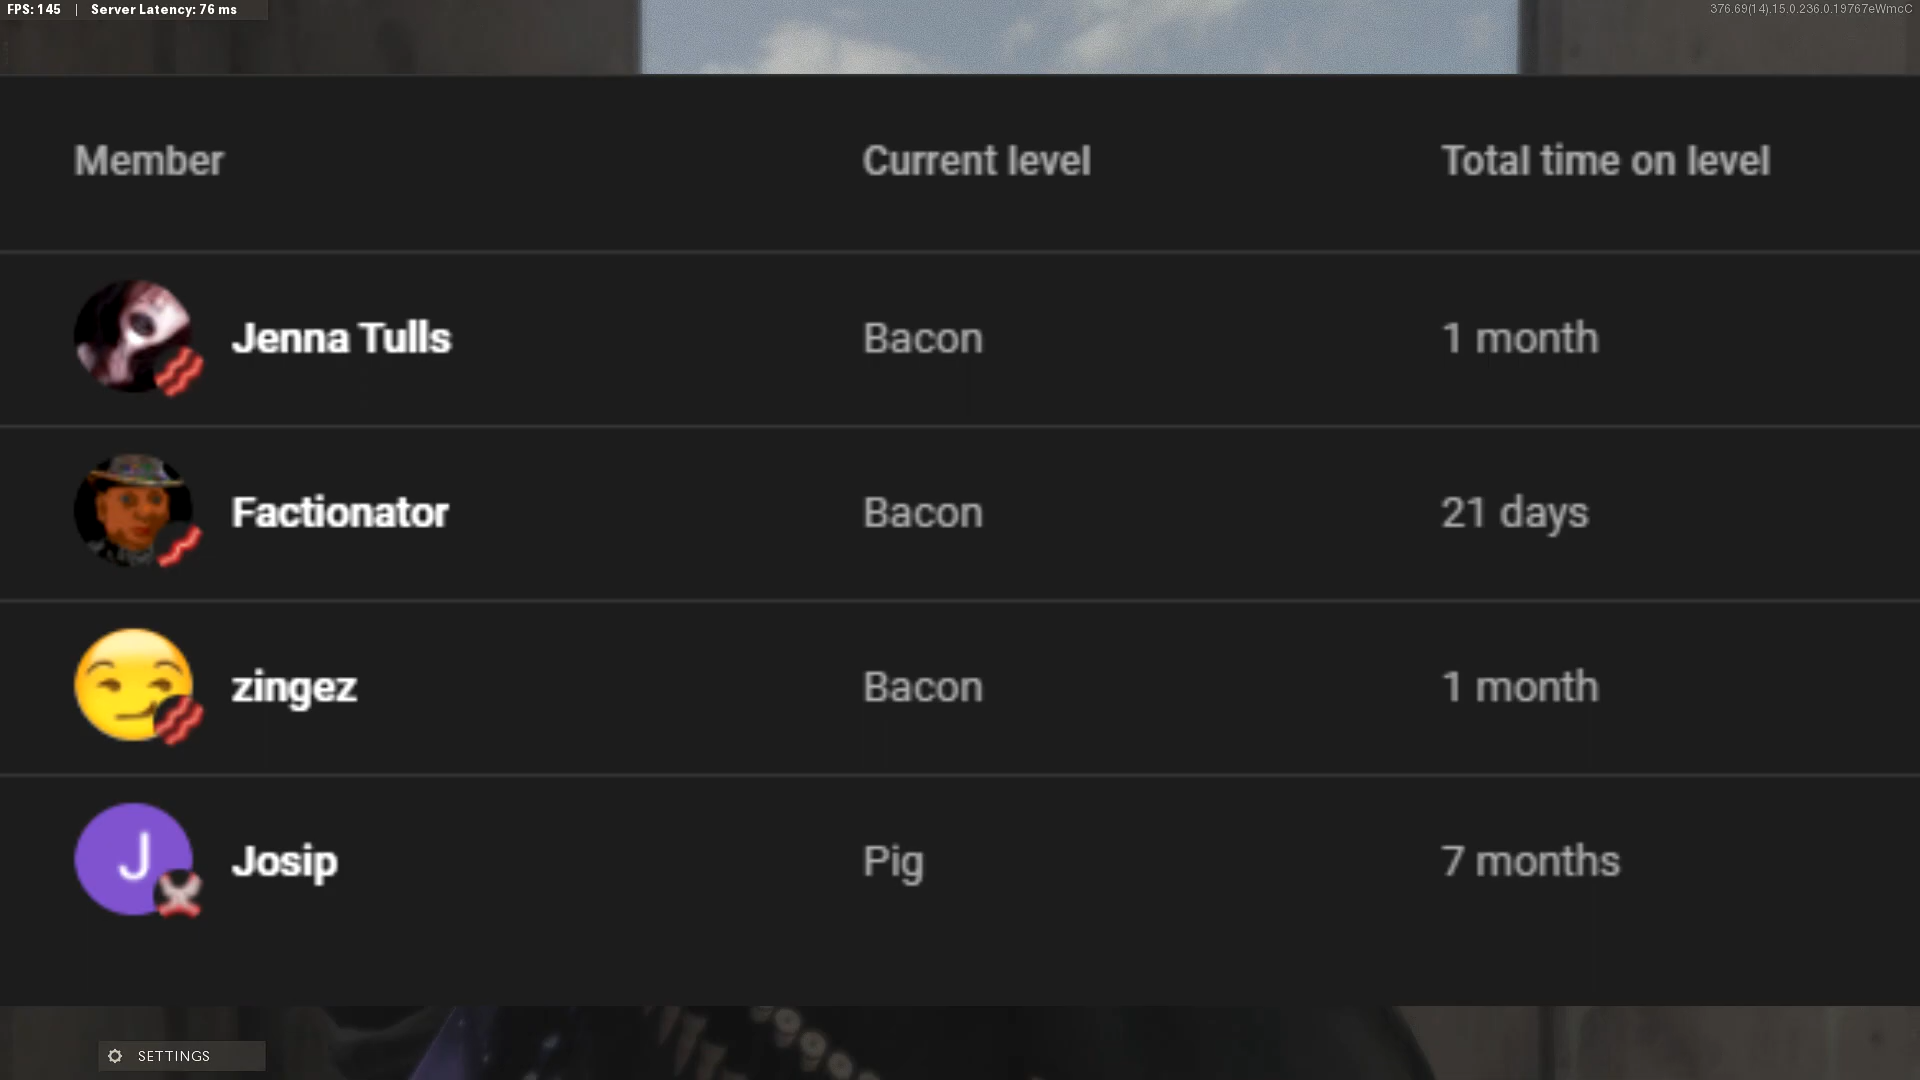 FPS: 145 | Server Latency: 76 ms
376.69(14).15.0.236.0.19767eWmcC
Member Current level Total time on level
Jenna Tulls Bacon 1 month
Factionator Bacon 21 days
zingez Bacon 1 month
J Josip Pig 7 months
SETTINGS